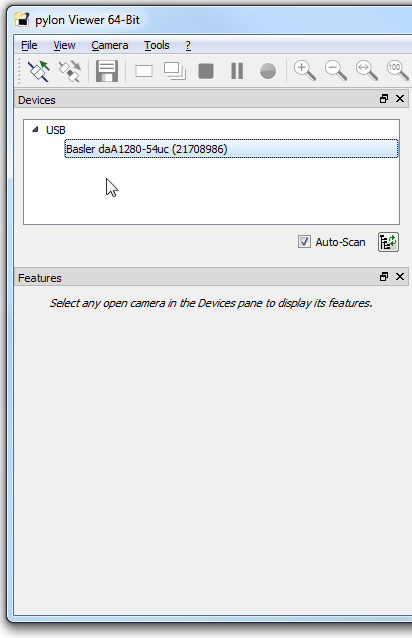 pylon Viewer 64-Bit
File View Camera Tools ?
100
Devices
USB
Basler daA1280-54uc (21708986)
Auto-Scan
Features
Select any open camera in the Devices pane to display its features.